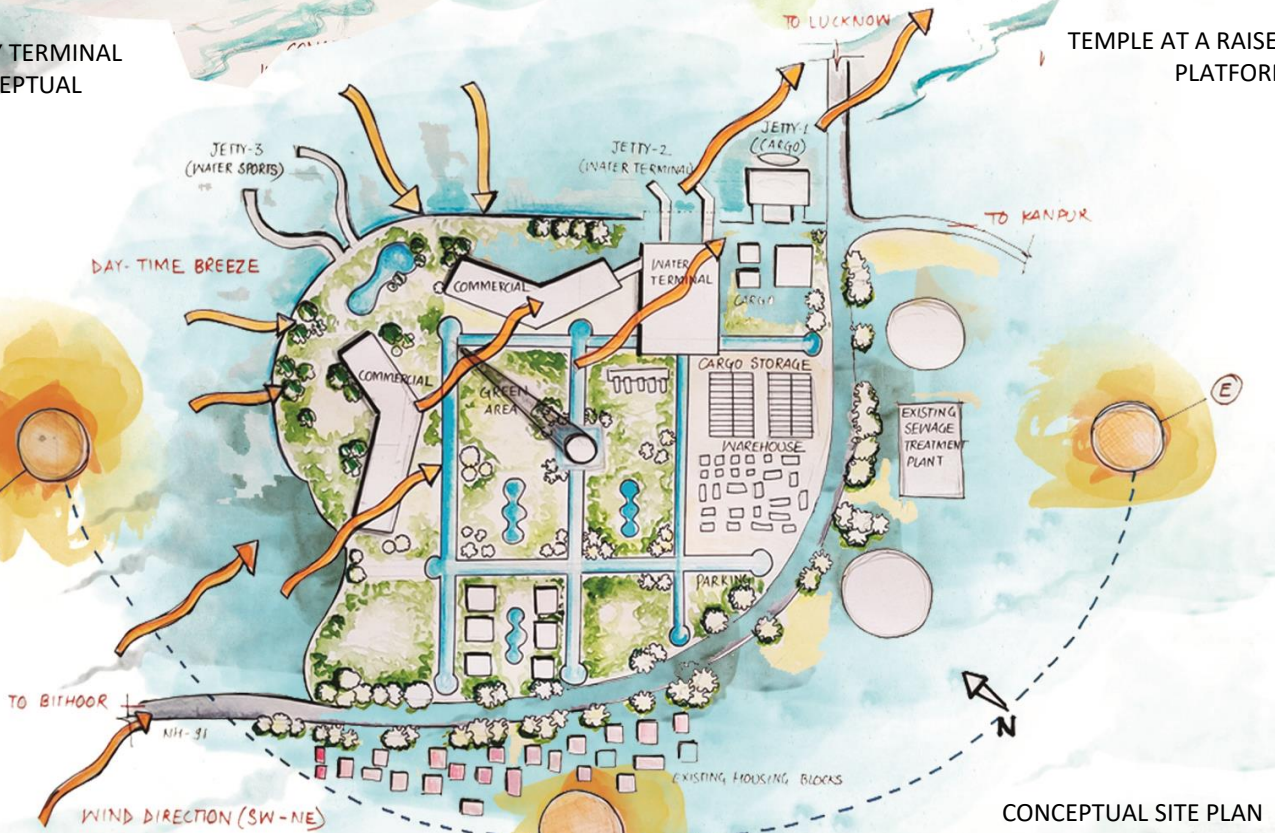 TERMINAL
EPTUAL
TO LUCKNOW
TEMPLE AT A RAISE
PLATFOR
JETTY-3
(WATER SPORTS)
JETTY-2
(WATER TERMINAL)
JETTY-1
(CARGO)
TO KANPUR
DAY-TIME BREEZE
COMMERCIAL
WATER
TERMINAL
CARGO
COMMERCIAL
GREEN
AREA
CARGO STORAGE
WAREHOUSE
EXISTING
SEWAGE
TREATMENT
PLANT
E
PARKING
TO BITHOOR
NH-91
N
EXISTING HOUSING BLOCKS
WIND DIRECTION (SW-NE)
CONCEPTUAL SITE PLAN